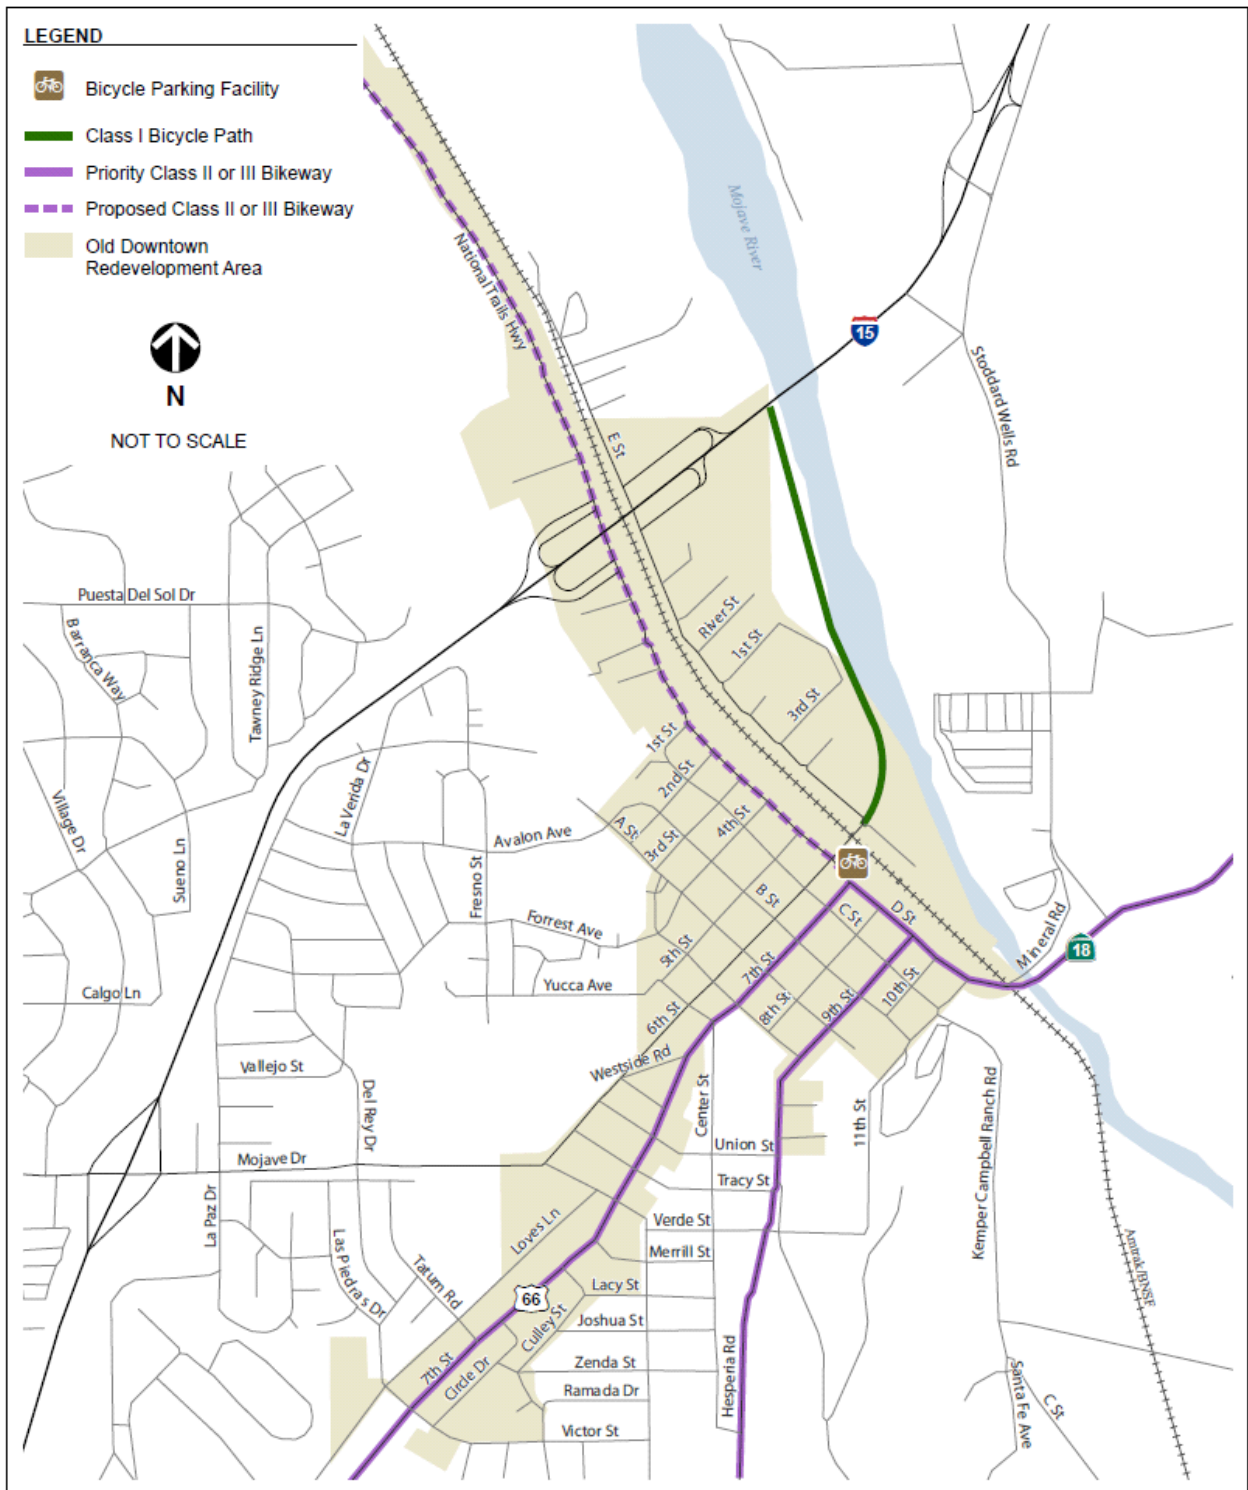 LEGEND
Bicycle Parking Facility
Class I Bicycle Path
Priority Class II or III Bikeway
Proposed Class II or III Bikeway
Old Downtown
Redevelopment Area
N
NOT TO SCALE
Mojave River
National Trails Hwy
15
Stoddard Wells Rd
E St
Puesta Del Sol Dr
River St
1st St
Barranca Way
Tawney Ridge Ln
3rd St
1st St
La Verida Dr
2nd St
Village Dr
4th St
A St
Avalon Ave
3rd St
Sueno Ln
Fresno St
B St
C St
D St
Forrest Ave
Mineral Rd
18
5th St
7th St
Yucca Ave
Calgo Ln
8th St
9th St
10th St
6th St
Westside Rd
Vallejo St
Del Rey Dr
Center St
11th St
Kemper Campbell Ranch Rd
Union St
Mojave Dr
Tracy St
La Paz Dr
Loves Ln
Verde St
Las Piedras Dr
Merrill St
Tatum Rd
Amtrak/BNSF
Lacy St
66
Culley St
Joshua St
7th St
Circle Dr
Zenda St
Hesperia Rd
Ramada Dr
Santa Fe Ave
C St
Victor St